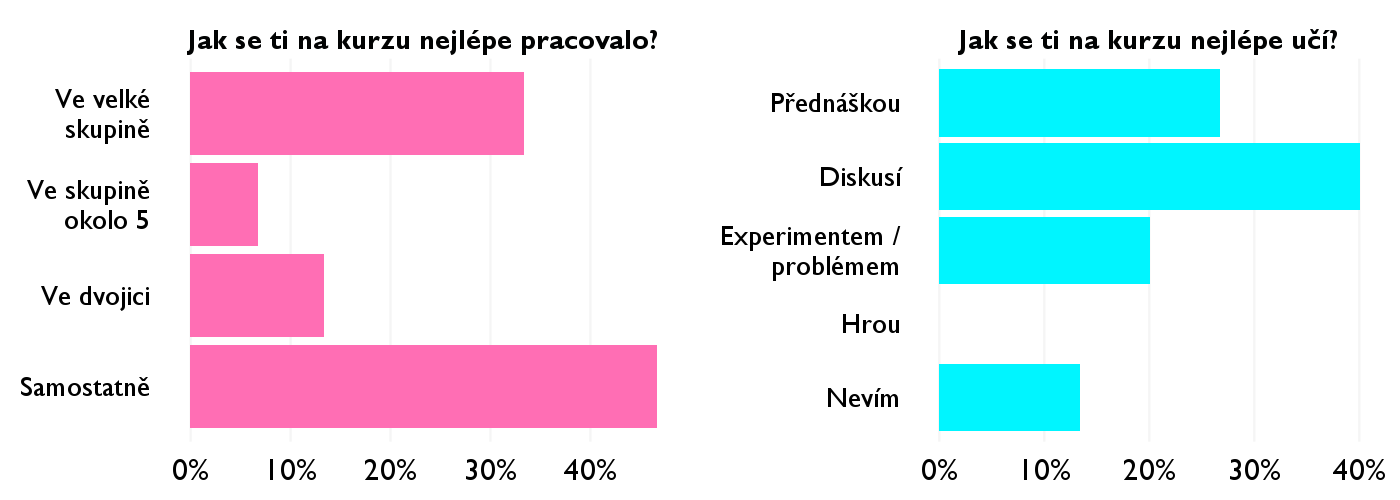 Jak se ti na kurzu nejlépe pracovalo?
Ve velké
skupině
Ve skupině
okolo 5
Ve dvojici
Samostatně
0% 10% 20% 30% 40%
Jak se ti na kurzu nejlépe učí?
Přednáškou
Diskusí
Experimentem /
problémem
Hrou
Nevím
0% 10% 20% 30% 40%